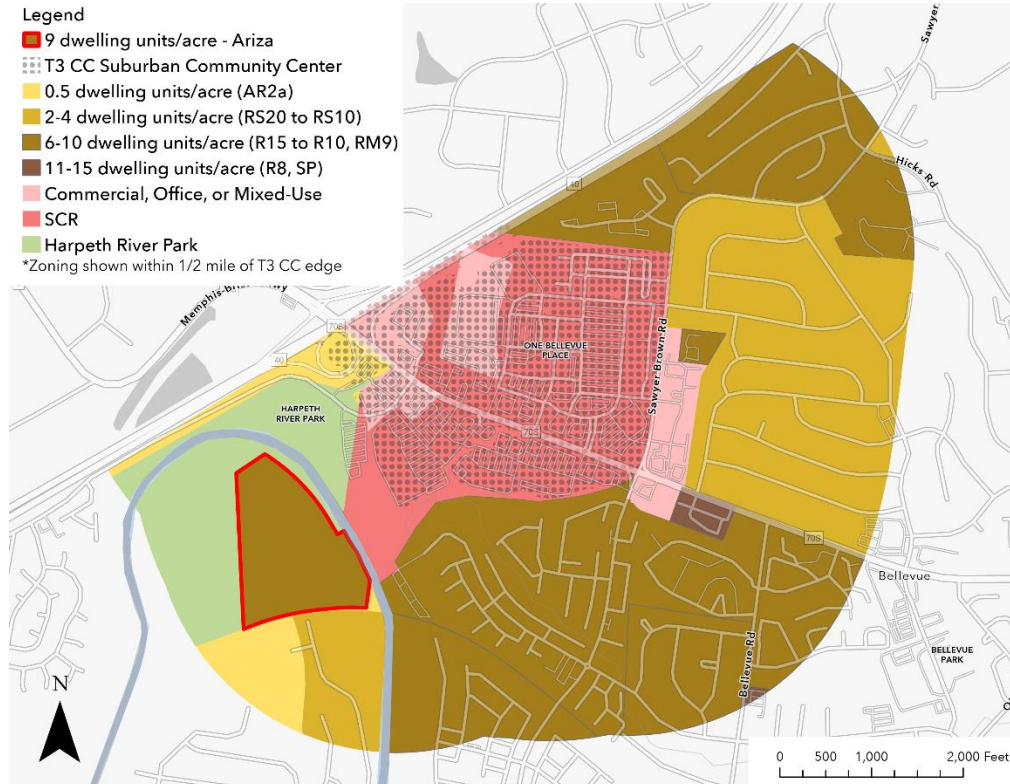 Legend
9 dwelling units/acre - Ariza
T3 CC Suburban Community Center
0.5 dwelling units/acre (AR2a)
2-4 dwelling units/acre (RS20 to RS10)
6-10 dwelling units/acre (R15 to R10, RM9)
11-15 dwelling units/acre (R8, SP)
Commercial, Office, or Mixed-Use
SCR
Harpeth River Park
*Zoning shown within 1/2 mile of T3 CC edge
Sawyer
Hicks Rd
40
70S
40
ONE BELLEVUE
PLACE
Sawyer Brown Rd
HARPETH
RIVER PARK
70S
70S
Bellevue
Bellevue Rd
BELLEVUE
PARK
N
0 500 1,000 2,000 Feet